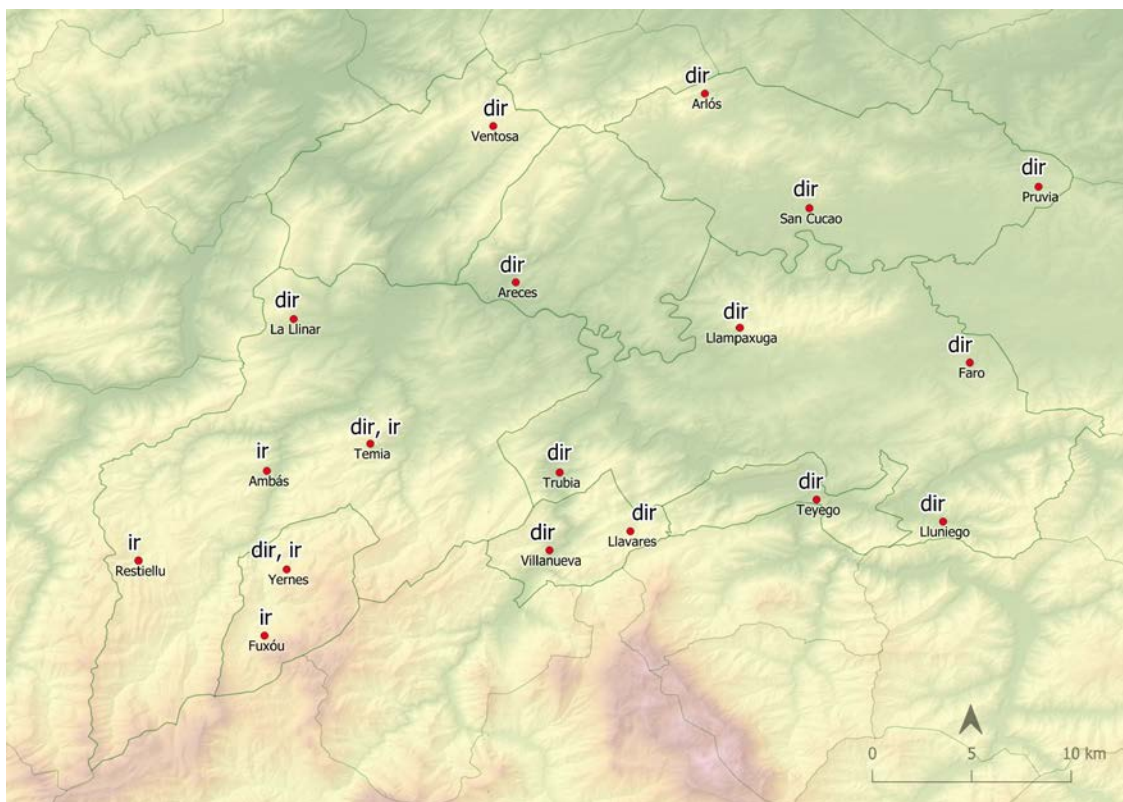 dir
Arlós
dir
Ventosa
dir
Pruvia
dir
San Cucao
dir
Areces
dir
La Llinar
dir
Llampaxuga
dir
Faro
dir, ir
Temia
ir
Ambás
dir
Trubia
dir
Teyego
dir
Lluniego
dir
Llavares
dir
Villanueva
ir
Restiellu
dir, ir
Yernes
ir
Fuxóu
0 5 10 km